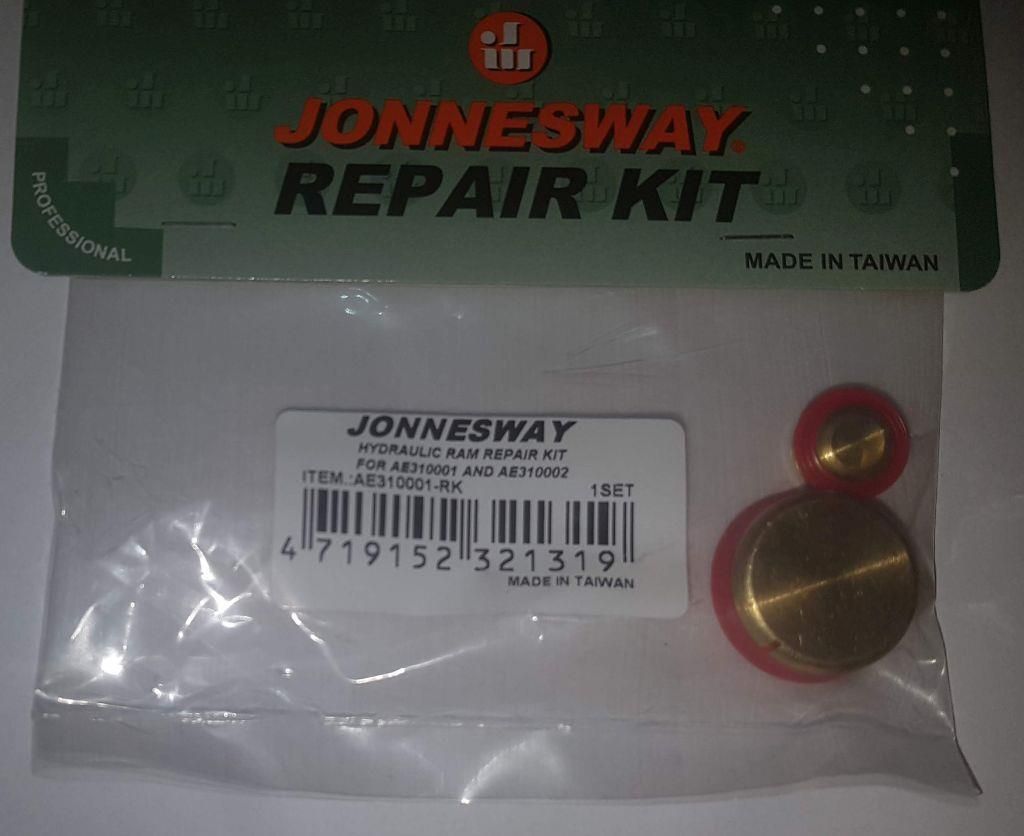 JONNESWAY®
REPAIR KIT
PROFESSIONAL
MADE IN TAIWAN
JONNESWAY
HYDRAULIC RAM REPAIR KIT
FOR AE310001 AND AE310002
ITEM.:AE310001-RK 1SET
4 719152 321319
MADE IN TAIWAN